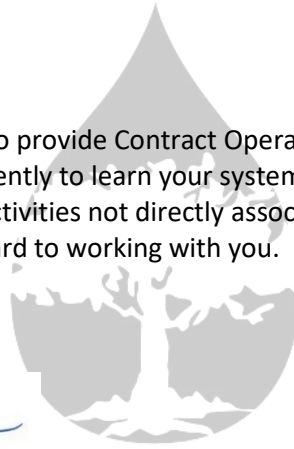 o provide Contract Opera
ently to learn your system
ctivities not directly assoc
ard to working with you.